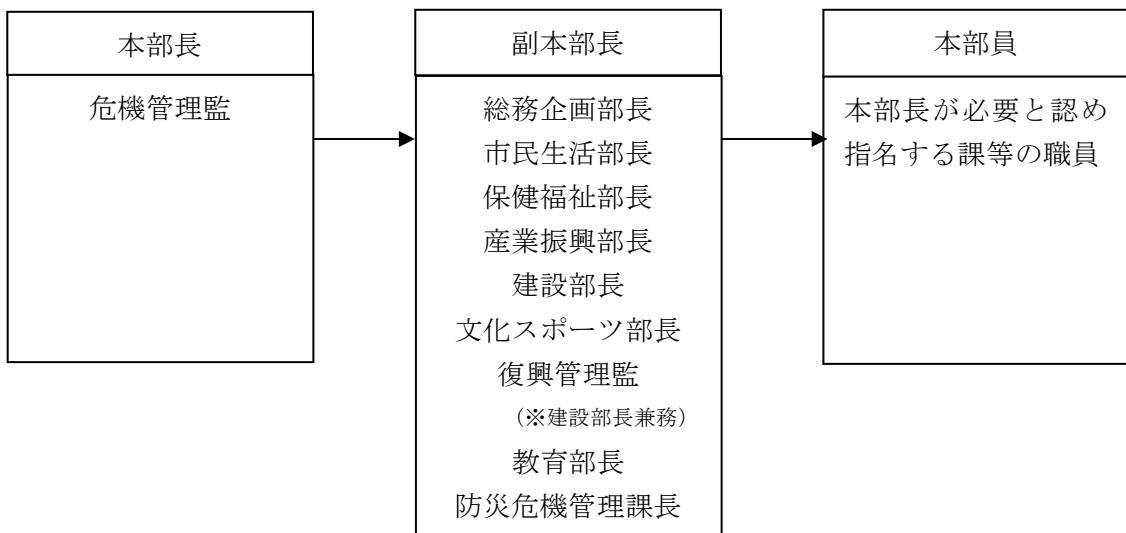 本部長
危機管理監
副本部長
総務企画部長
市民生活部長
保健福祉部長
産業振興部長
建設部長
文化スポーツ部長
復興管理監
（※建設部長兼務）
教育部長
防災危機管理課長
本部員
本部長が必要と認め
指名する課等の職員